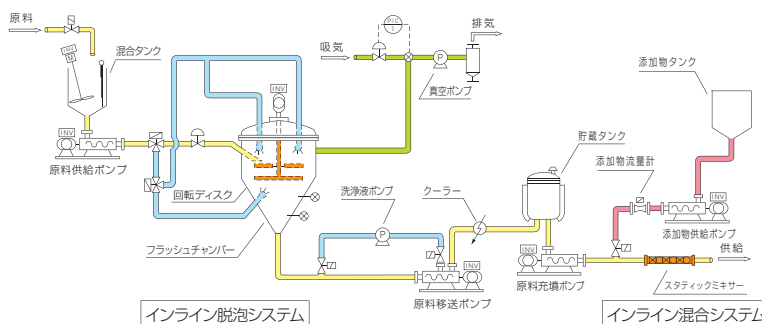 原料
INV
M
混合タンク
INV
原料供給ポンプ
INV
回転ディスク
フラッシュチャンバー
吸気
PIC
1
P
真空ポンプ
排気
洗浄液ポンプ
P
クーラー
INV
原料移送ポンプ
貯蔵タンク
INV
原料充填ポンプ
添加物タンク
添加物流量計
INV
添加物供給ポンプ
供給
スタティックミキサー
インライン脱泡システム
インライン混合システム